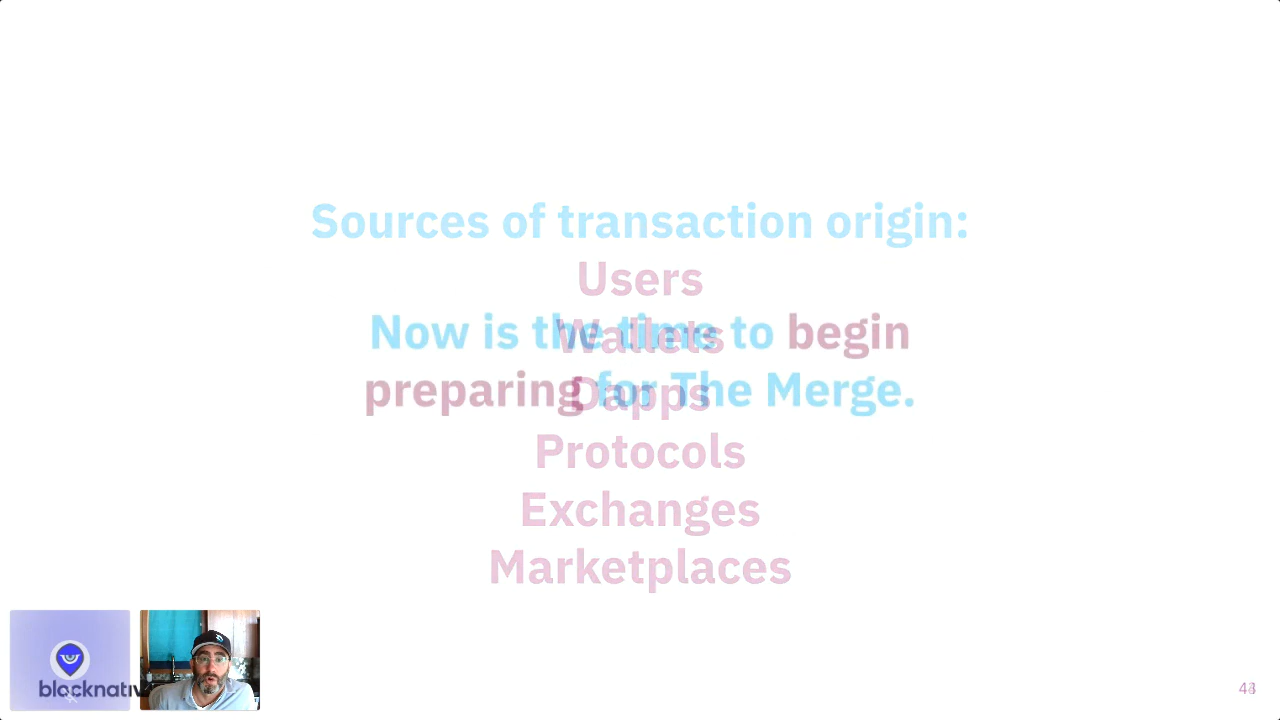 Sources of transaction origin:
Users
Wallets
Now is the time to begin
Dapps
preparing for The Merge.
Protocols
Exchanges
Marketplaces
blocknativ